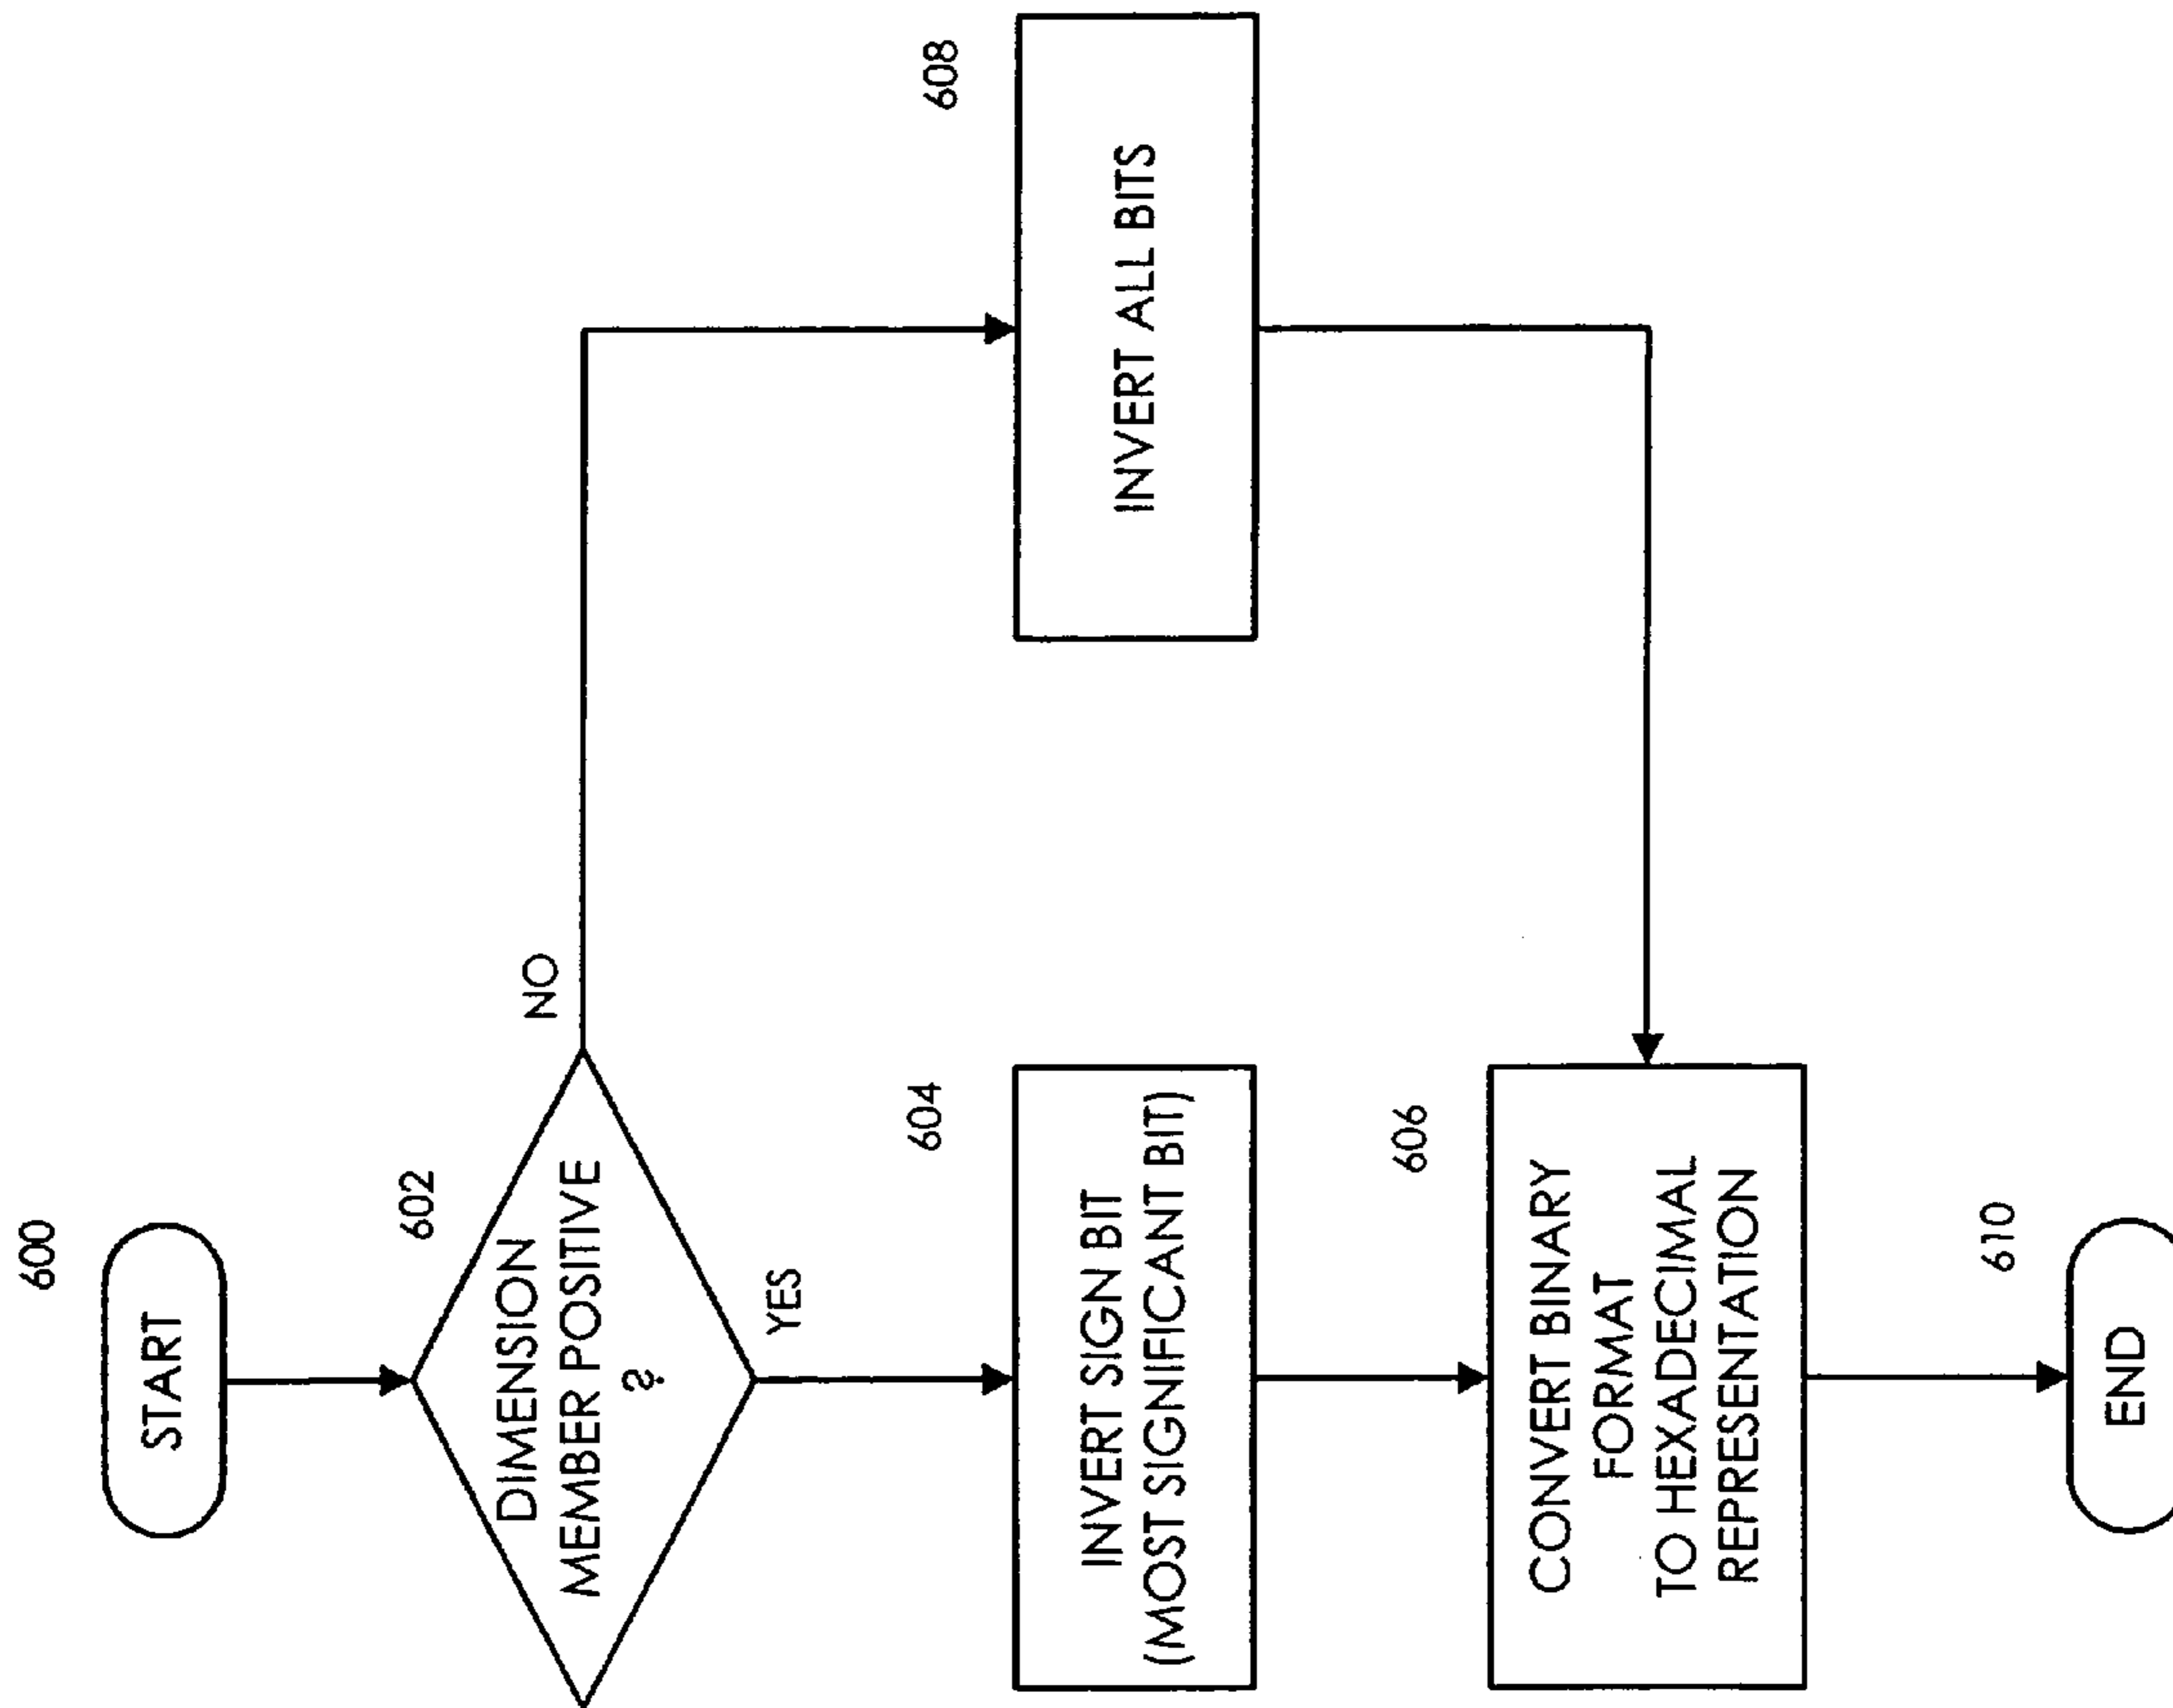 600
START
602
DIMENSION
MEMBER POSITIVE
?
NO
YES
604
INVERT SIGN BIT
(MOST SIGNIFICANT BIT)
608
INVERT ALL BITS
606
CONVERT BINARY
FORMAT
TO HEXADECIMAL
REPRESENTATION
610
END